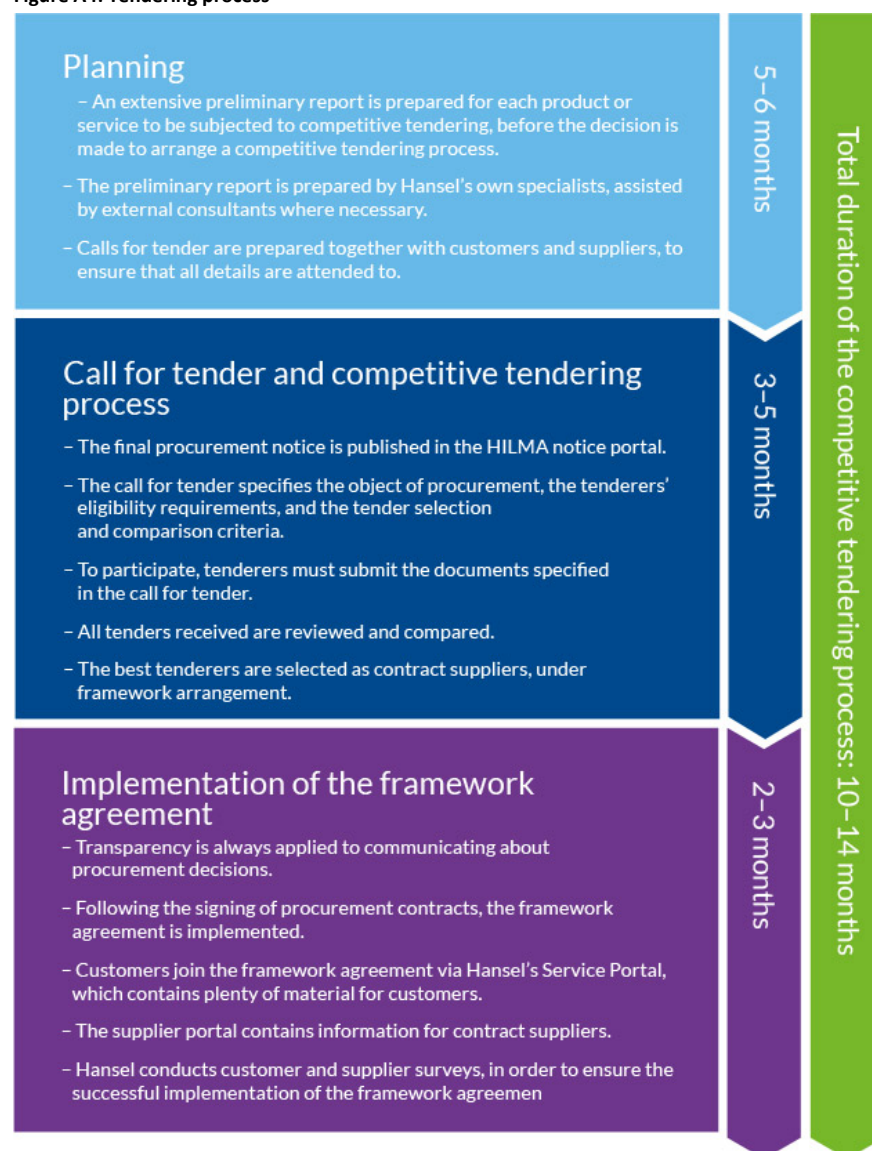 Planning
– An extensive preliminary report is prepared for each product or
service to be subjected to competitive tendering, before the decision is
made to arrange a competitive tendering process.
– The preliminary report is prepared by Hansel’s own specialists, assisted
by external consultants where necessary.
– Calls for tender are prepared together with customers and suppliers, to
ensure that all details are attended to.
5–6 months
Call for tender and competitive tendering
process
– The final procurement notice is published in the HILMA notice portal.
– The call for tender specifies the object of procurement, the tenderers’
eligibility requirements, and the tender selection
and comparison criteria.
– To participate, tenderers must submit the documents specified
in the call for tender.
– All tenders received are reviewed and compared.
– The best tenderers are selected as contract suppliers, under
framework arrangement.
3–5 months
Implementation of the framework
agreement
– Transparency is always applied to communicating about
procurement decisions.
– Following the signing of procurement contracts, the framework
agreement is implemented.
– Customers join the framework agreement via Hansel’s Service Portal,
which contains plenty of material for customers.
– The supplier portal contains information for contract suppliers.
– Hansel conducts customer and supplier surveys, in order to ensure the
successful implementation of the framework agreemen
2–3 months
Total duration of the competitive tendering process: 10–14 months